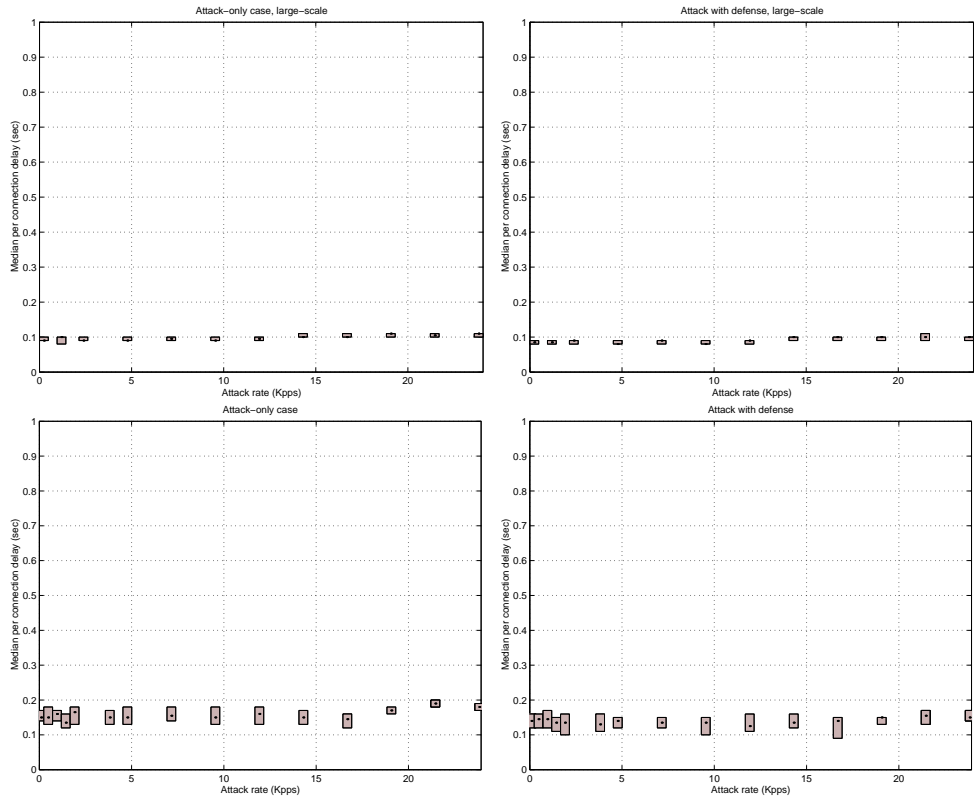 Attack−only case, large−scale
1
0.9
0.8
0.7
0.6
0.5
0.4
0.3
0.2
0.1
0
0 5 10 15 20
Median per connection delay (sec)
Attack rate (Kpps)
Attack with defense, large−scale
1
0.9
0.8
0.7
0.6
0.5
0.4
0.3
0.2
0.1
0
0 5 10 15 20
Median per connection delay (sec)
Attack rate (Kpps)
Attack−only case
1
0.9
0.8
0.7
0.6
0.5
0.4
0.3
0.2
0.1
0
0 5 10 15 20
Median per connection delay (sec)
Attack rate (Kpps)
Attack with defense
1
0.9
0.8
0.7
0.6
0.5
0.4
0.3
0.2
0.1
0
0 5 10 15 20
Median per connection delay (sec)
Attack rate (Kpps)